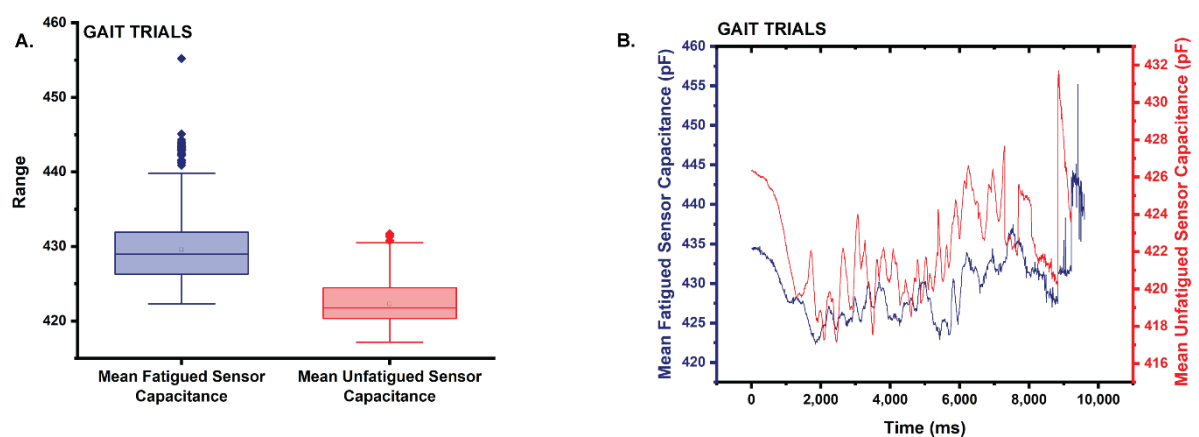 A.
GAIT TRIALS
Range
460
450
440
430
420
Mean Fatigued Sensor
Capacitance
Mean Unfatigued Sensor
Capacitance
B.
GAIT TRIALS
Mean Fatigued Sensor Capacitance (pF)
460
455
450
445
440
435
430
425
420
432
430
428
426
424
422
420
418
416
Mean Unfatigued Sensor Capacitance (pF)
0
2,000
4,000
6,000
8,000
10,000
Time (ms)